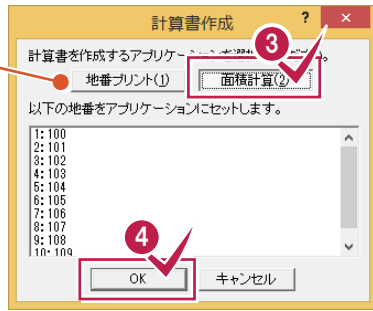 計算書作成
? ×
計算書を作成するアプリケーション
3
地番プリント(1) 面積計算(2)
以下の地番をアプリケーションにセットします。
1: 100
2: 101
3: 102
4: 103
5: 104
6: 105
7: 106
8: 107
9: 108
10: 109
4
OK キャンセル